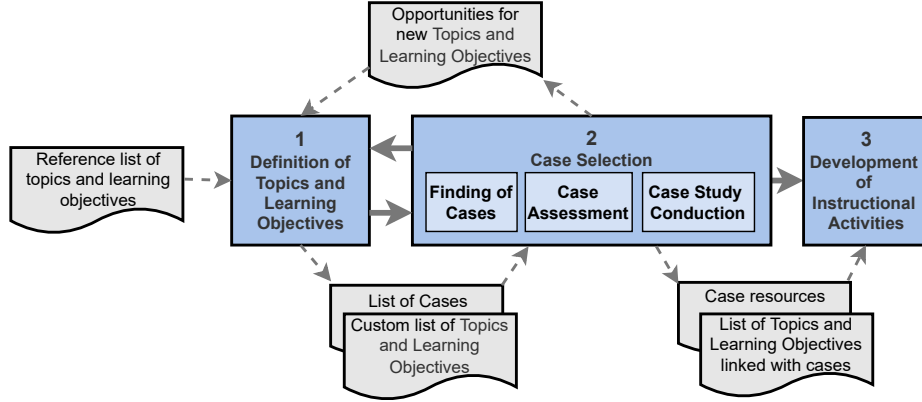 Opportunities for
new Topics and
Learning Objectives
Reference list of
topics and learning
objectives
1
Definition of
Topics and
Learning
Objectives
2
Case Selection
Finding of
Cases
Case
Assessment
Case Study
Conduction
3
Development
of
Instructional
Activities
List of Cases
Custom list of Topics
and Learning
Objectives
Case resources
List of Topics and
Learning Objectives
linked with cases